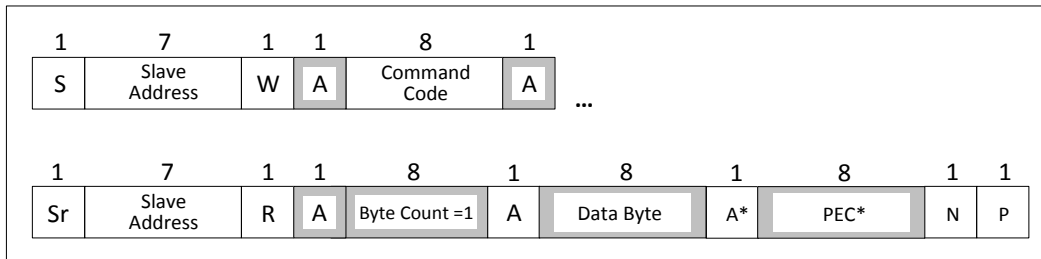 1 7 1 1 8 1
S Slave Address W A Command Code A ...
1 7 1 1 8 1 8 1 8 1 1
Sr Slave Address R A Byte Count =1 A Data Byte A* PEC* N P